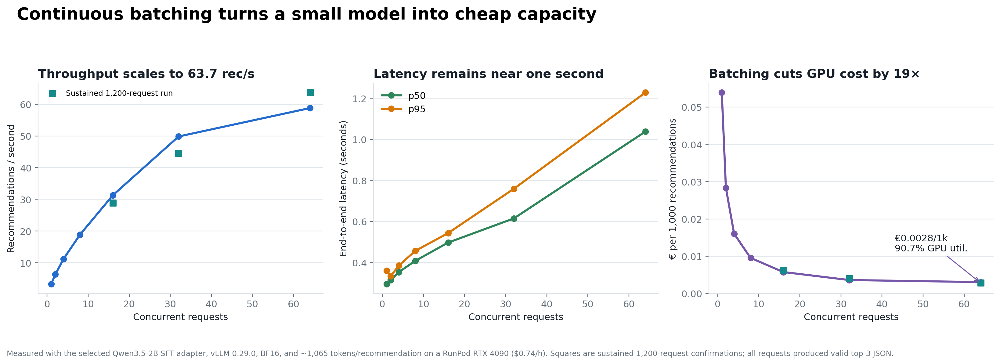 Continuous batching turns a small model into cheap capacity
Throughput scales to 63.7 rec/s
Sustained 1,200-request run
60
50
40
30
20
10
Recommendations / second
0 10 20 30 40 50 60
Concurrent requests
Latency remains near one second
p50
p95
1.2
1.0
0.8
0.6
0.4
End-to-end latency (seconds)
0 10 20 30 40 50 60
Concurrent requests
Batching cuts GPU cost by 19×
0.05
0.04
0.03
0.02
0.01
0.00
€ per 1,000 recommendations
€0.0028/1k
90.7% GPU util.
0 10 20 30 40 50 60
Concurrent requests
Measured with the selected Qwen3.5-2B SFT adapter, vLLM 0.29.0, BF16, and ~1,065 tokens/recommendation on a RunPod RTX 4090 ($0.74/h). Squares are sustained 1,200-request confirmations; all requests produced valid top-3 JSON.